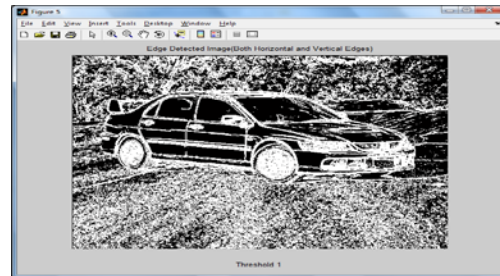 Figure 5
File Edit View Insert Tools Desktop Window Help
Edge Detected Image(Both Horizontal and Vertical Edges)
Threshold 1